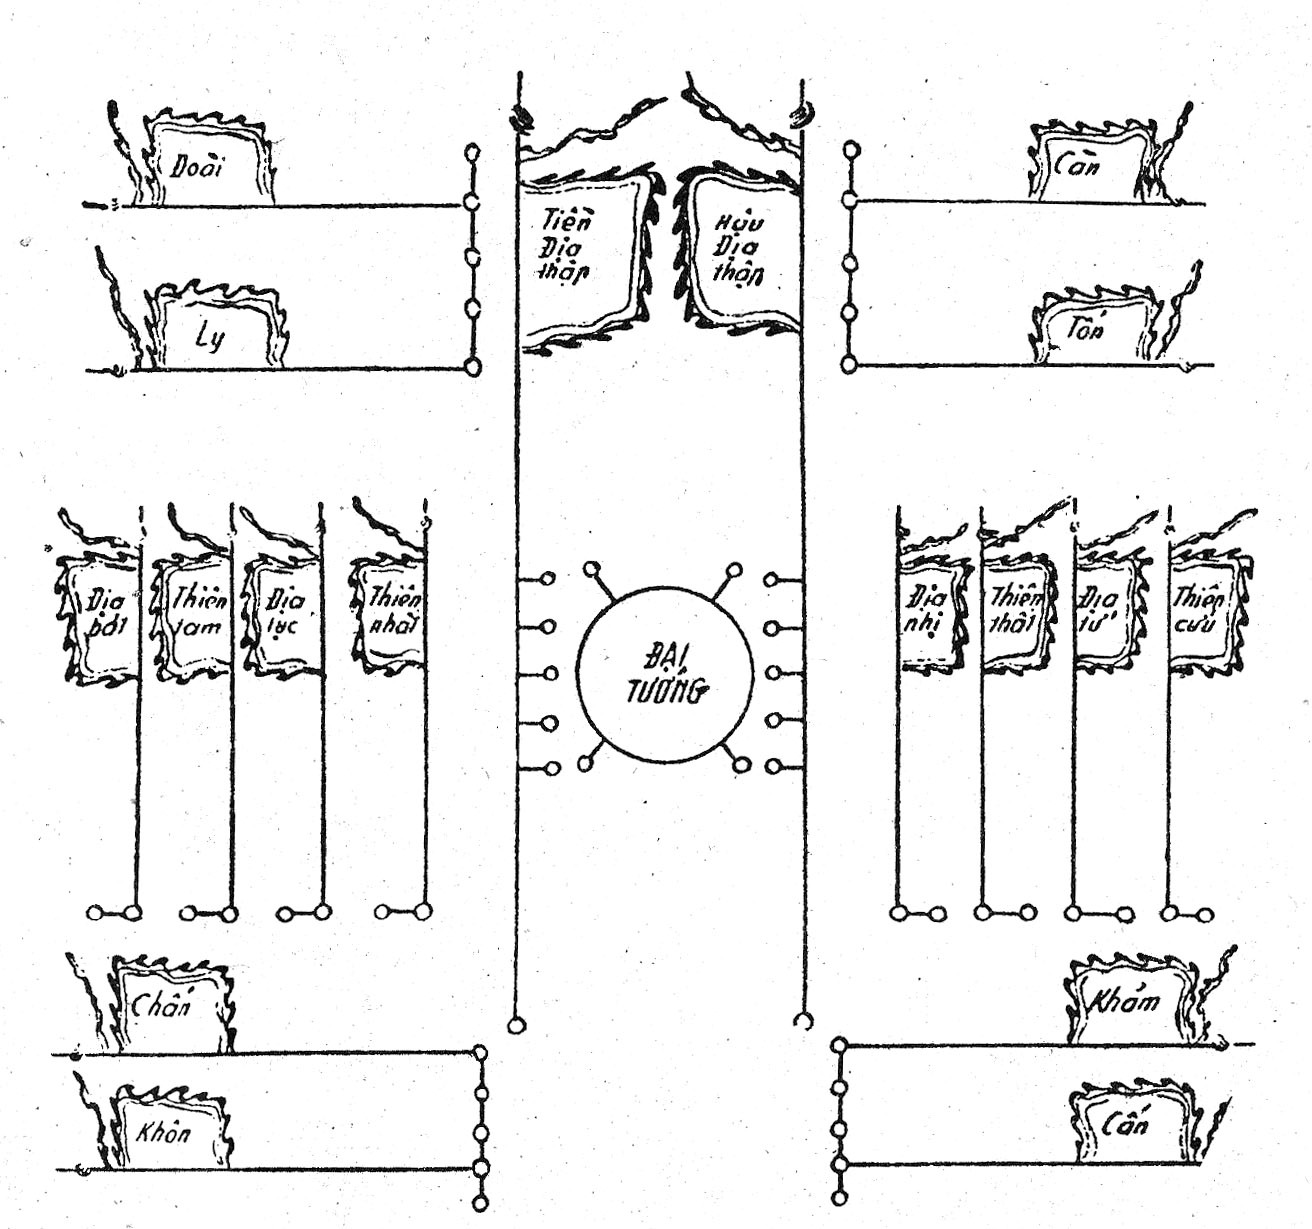 Đoài
Càn
Tiền
Địa
thập
Hậu
Địa
thập
Ly
Tốn
Địa
bát
Thiên
tam
Địa
lục
Thiên
nhất
Địa
nhị
Thiên
thất
Địa
tứ
Thiên
cửu
ĐẠI
TƯỚNG
Chấn
Khảm
Khôn
Cấn